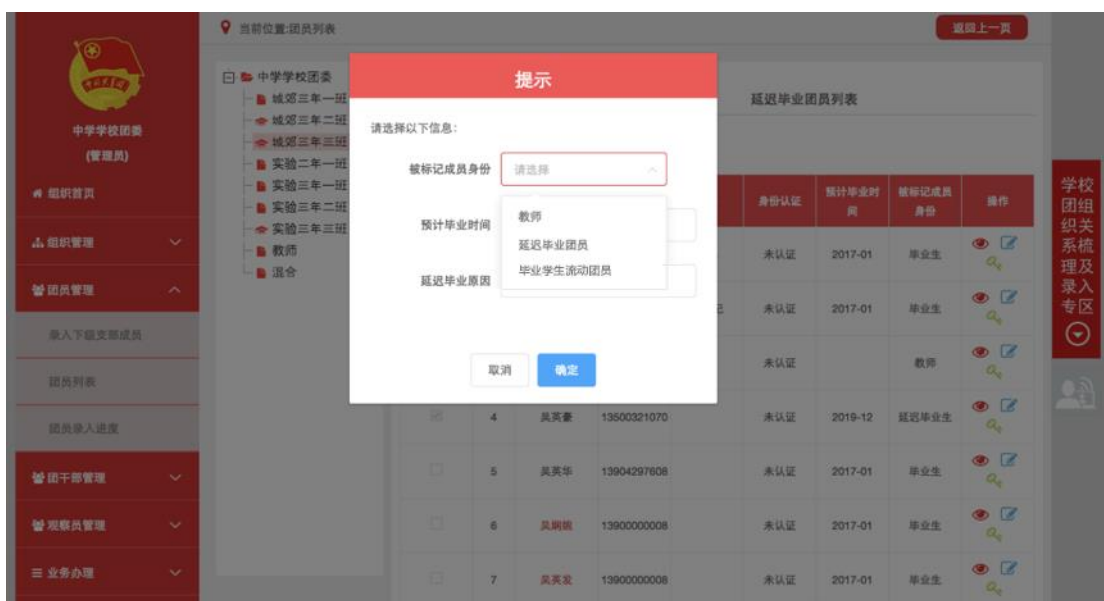 当前位置:团员列表
返回上一页
中学学校团委
(管理员)
组织首页
组织管理
团员管理
录入下级支部成员
团员列表
团员录入进度
团干部管理
观察员管理
业务办理
中学学校团委
城郊三年一班
城郊三年二班
城郊三年三班
实验二年一班
实验三年一班
实验三年二班
实验三年三班
教师
混合
提示
请选择以下信息:
被标记成员身份
请选择
教师
延迟毕业团员
毕业学生流动团员
预计毕业时间
延迟毕业原因
取消
确定
延迟毕业团员列表
身份认证 预计毕业时间 被标记成员身份 操作
未认证 2017-01 毕业生
未认证 2017-01 毕业生
未认证 教师
4 吴英豪 13500321070 未认证 2019-12 延迟毕业生
5 吴英华 13904297608 未认证 2017-01 毕业生
6 13900000008 未认证 2017-01 毕业生
7 吴英发 13900000008 未认证 2017-01 毕业生
学校团组织关系梳理及录入专区